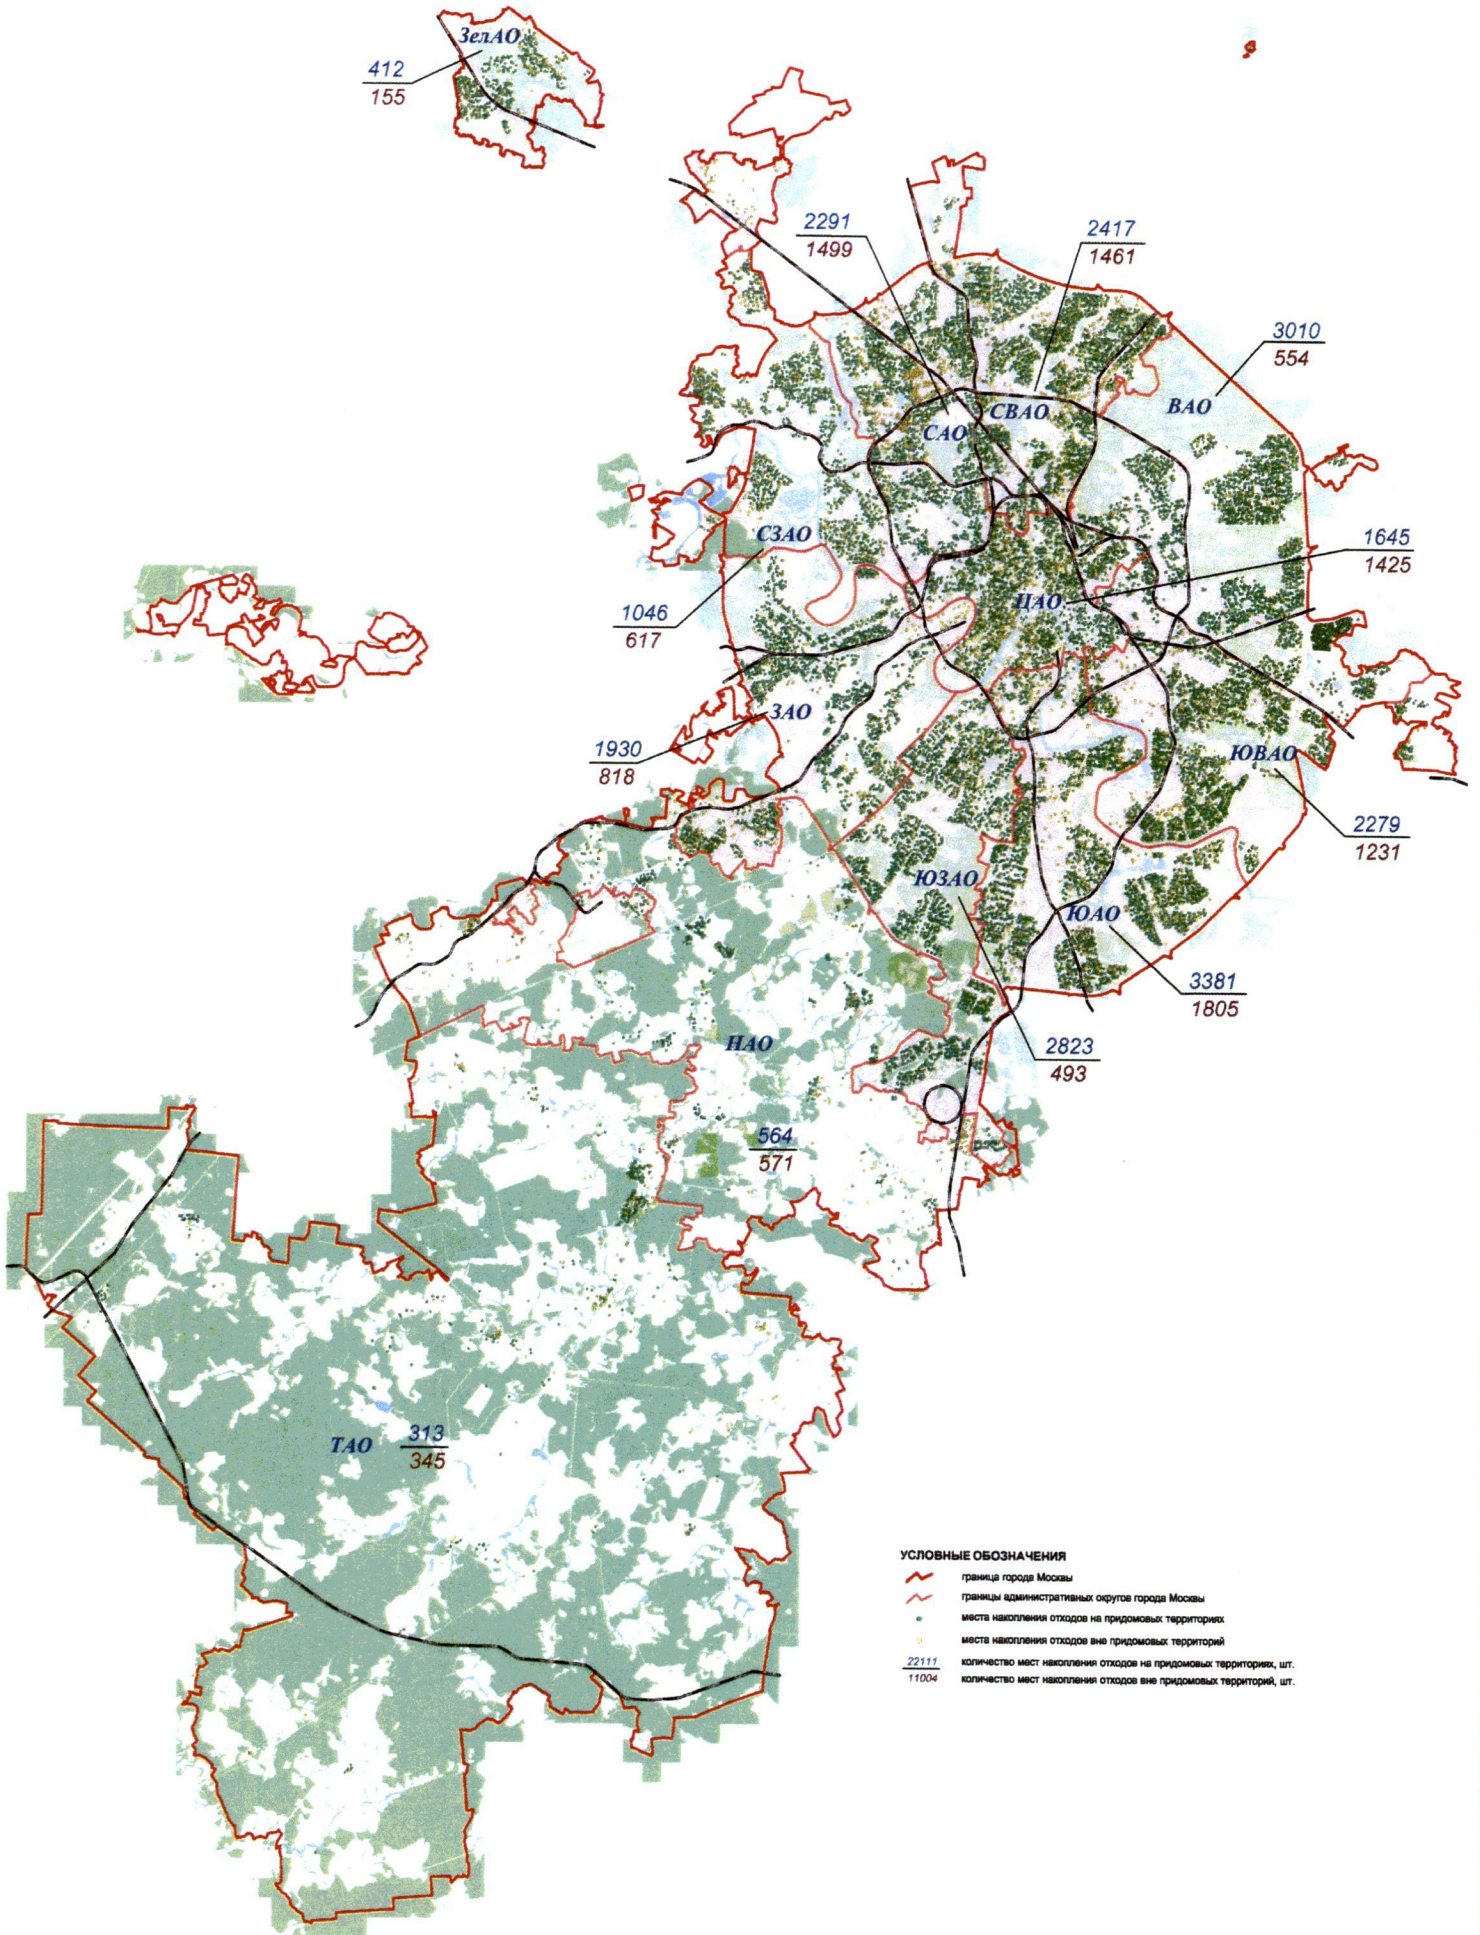 ЗелАО
412
155
2291
1499
2417
1461
3010
554
ВАО
СВАО
САО
СЗАО
1645
1425
ЦАО
1046
617
ЗАО
1930
818
ЮВАО
2279
1231
ЮЗАО
ЮАО
3381
1805
НАО
2823
493
564
571
ТАО
313
345
УСЛОВНЫЕ ОБОЗНАЧЕНИЯ
граница города Москвы
границы административных округов города Москвы
места накопления отходов на придомовых территориях
места накопления отходов вне придомовых территорий
22111 количество мест накопления отходов на придомовых территориях, шт.
11004 количество мест накопления отходов вне придомовых территорий, шт.